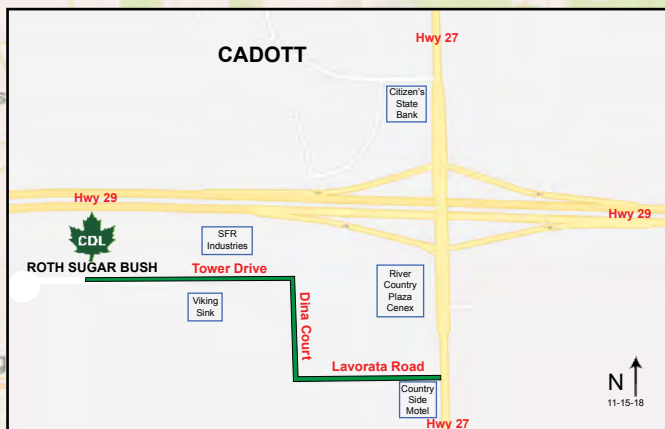 Hwy 27
CADOTT
Citizen's
State
Bank
Hwy 29
Hwy 29
CDL
SFR
Industries
ROTH SUGAR BUSH
Tower Drive
River
Country
Plaza
Cenex
Viking
Sink
Dina Court
Lavorata Road
Country
Side
Motel
N
11-15-18
Hwy 27